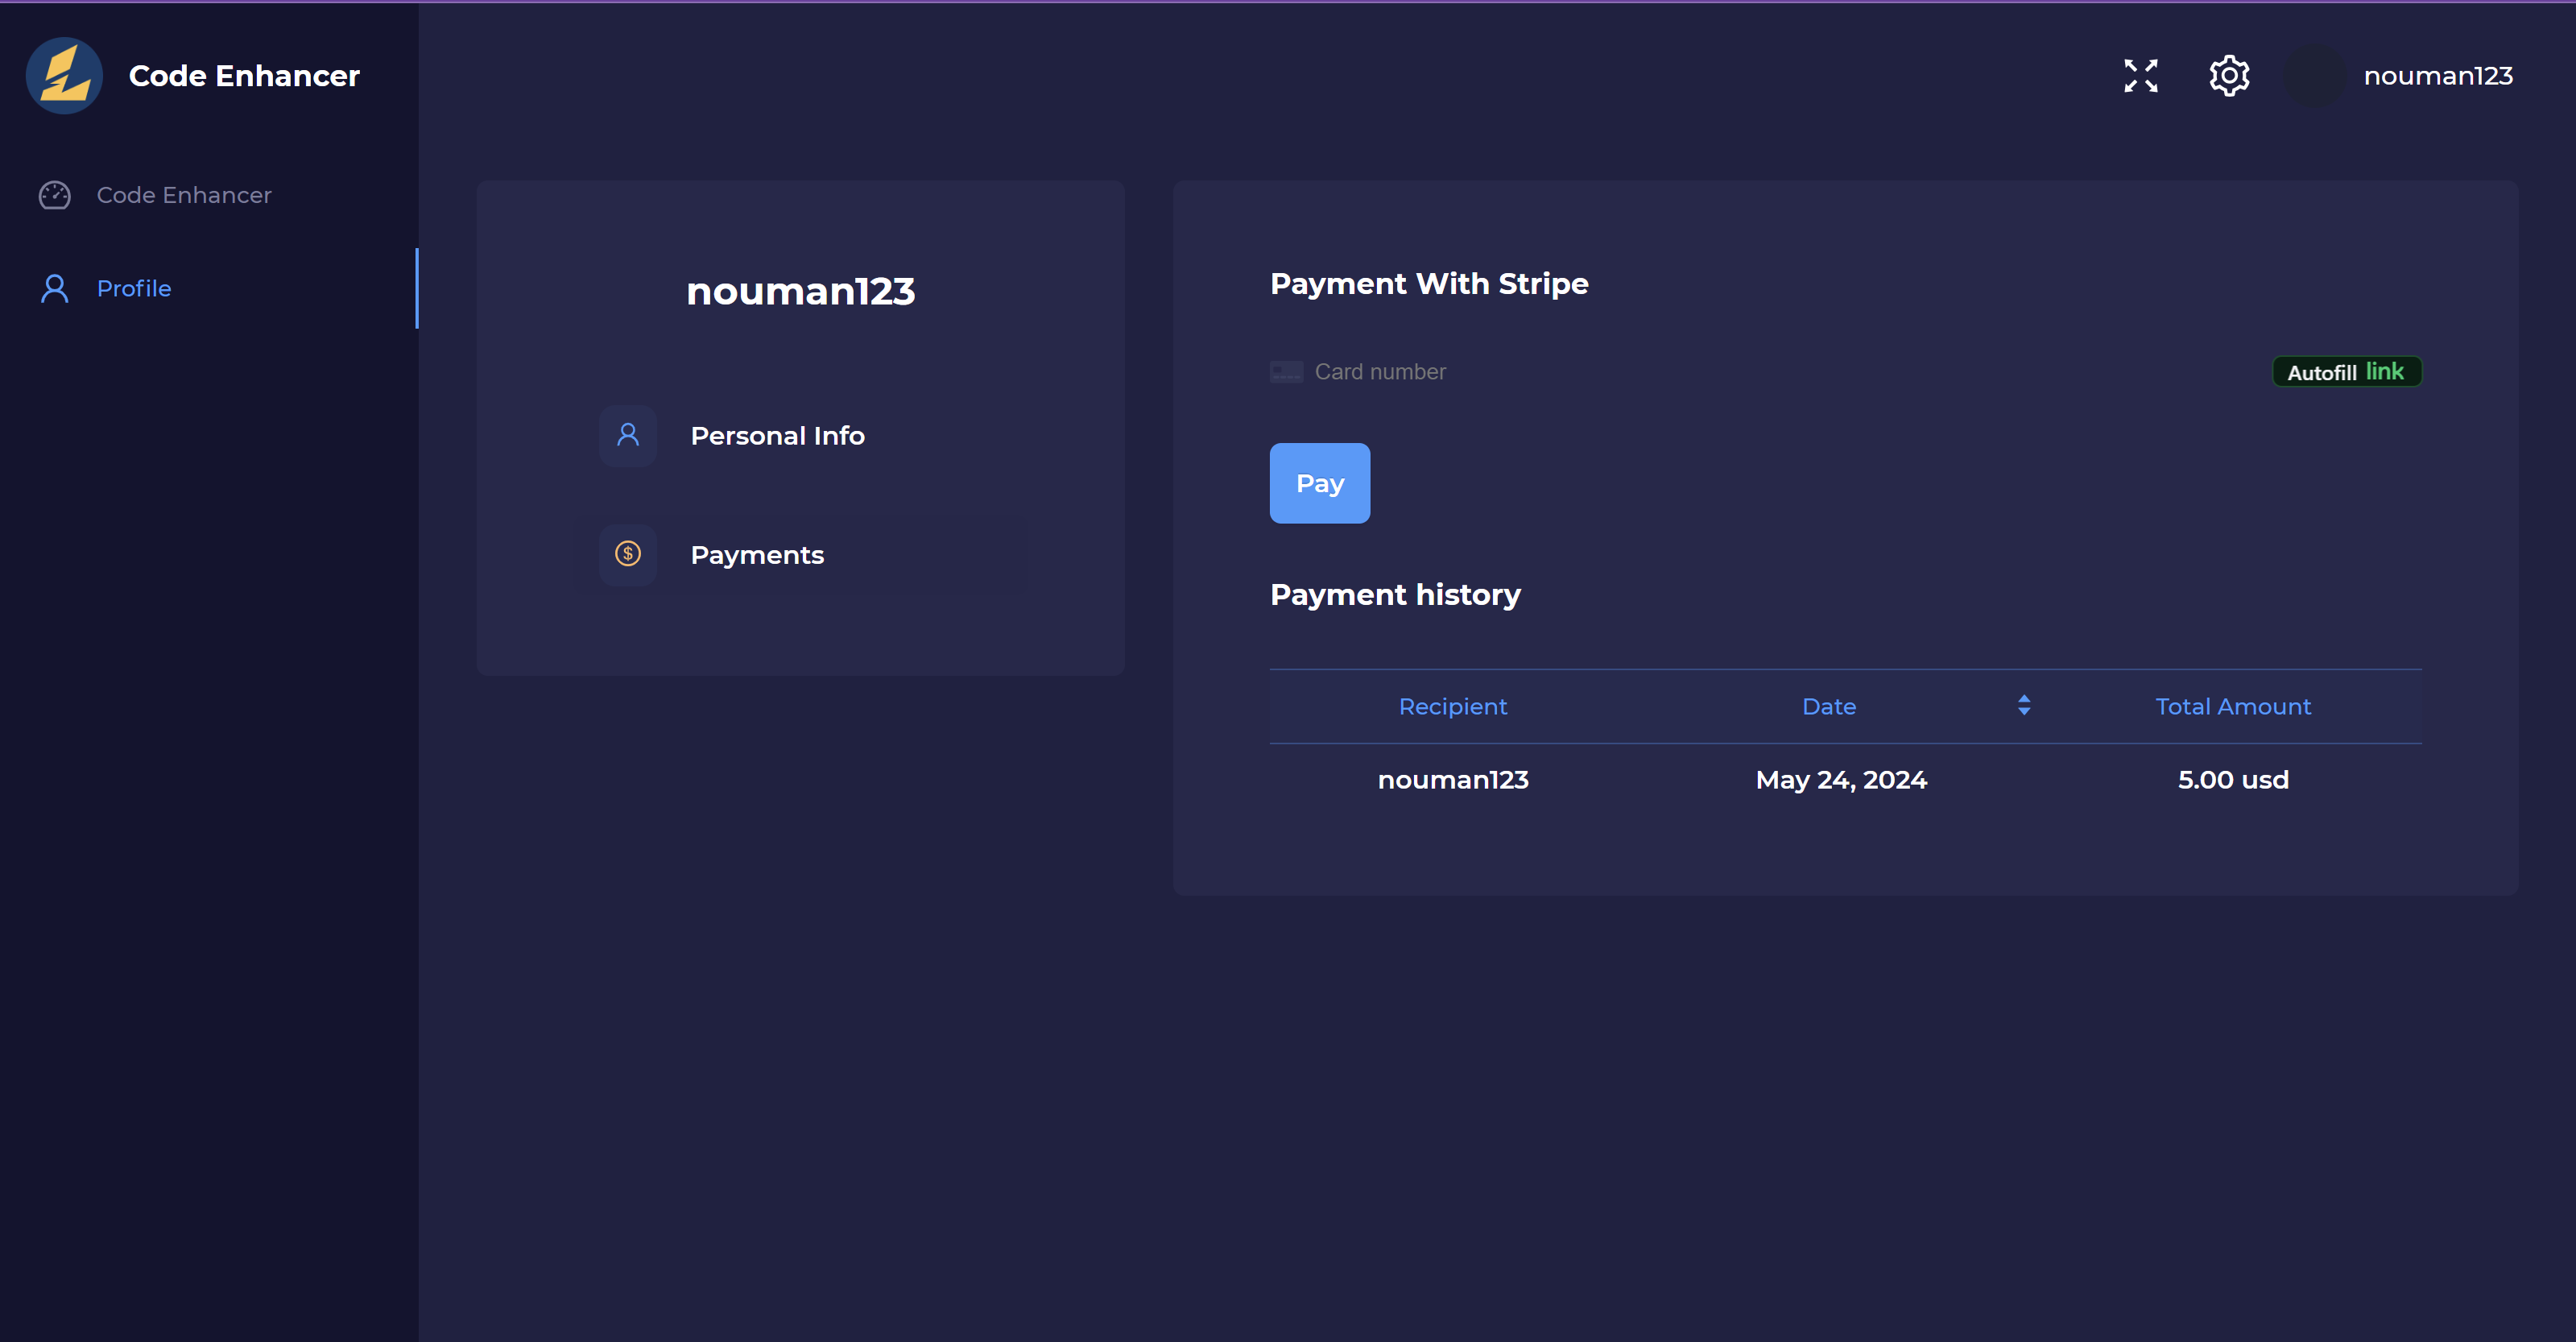 Code Enhancer
nouman123
Code Enhancer
Profile
nouman123
Personal Info
Payments
Payment With Stripe
Card number
Autofill link
Pay
Payment history
Recipient Date Total Amount
nouman123 May 24, 2024 5.00 usd